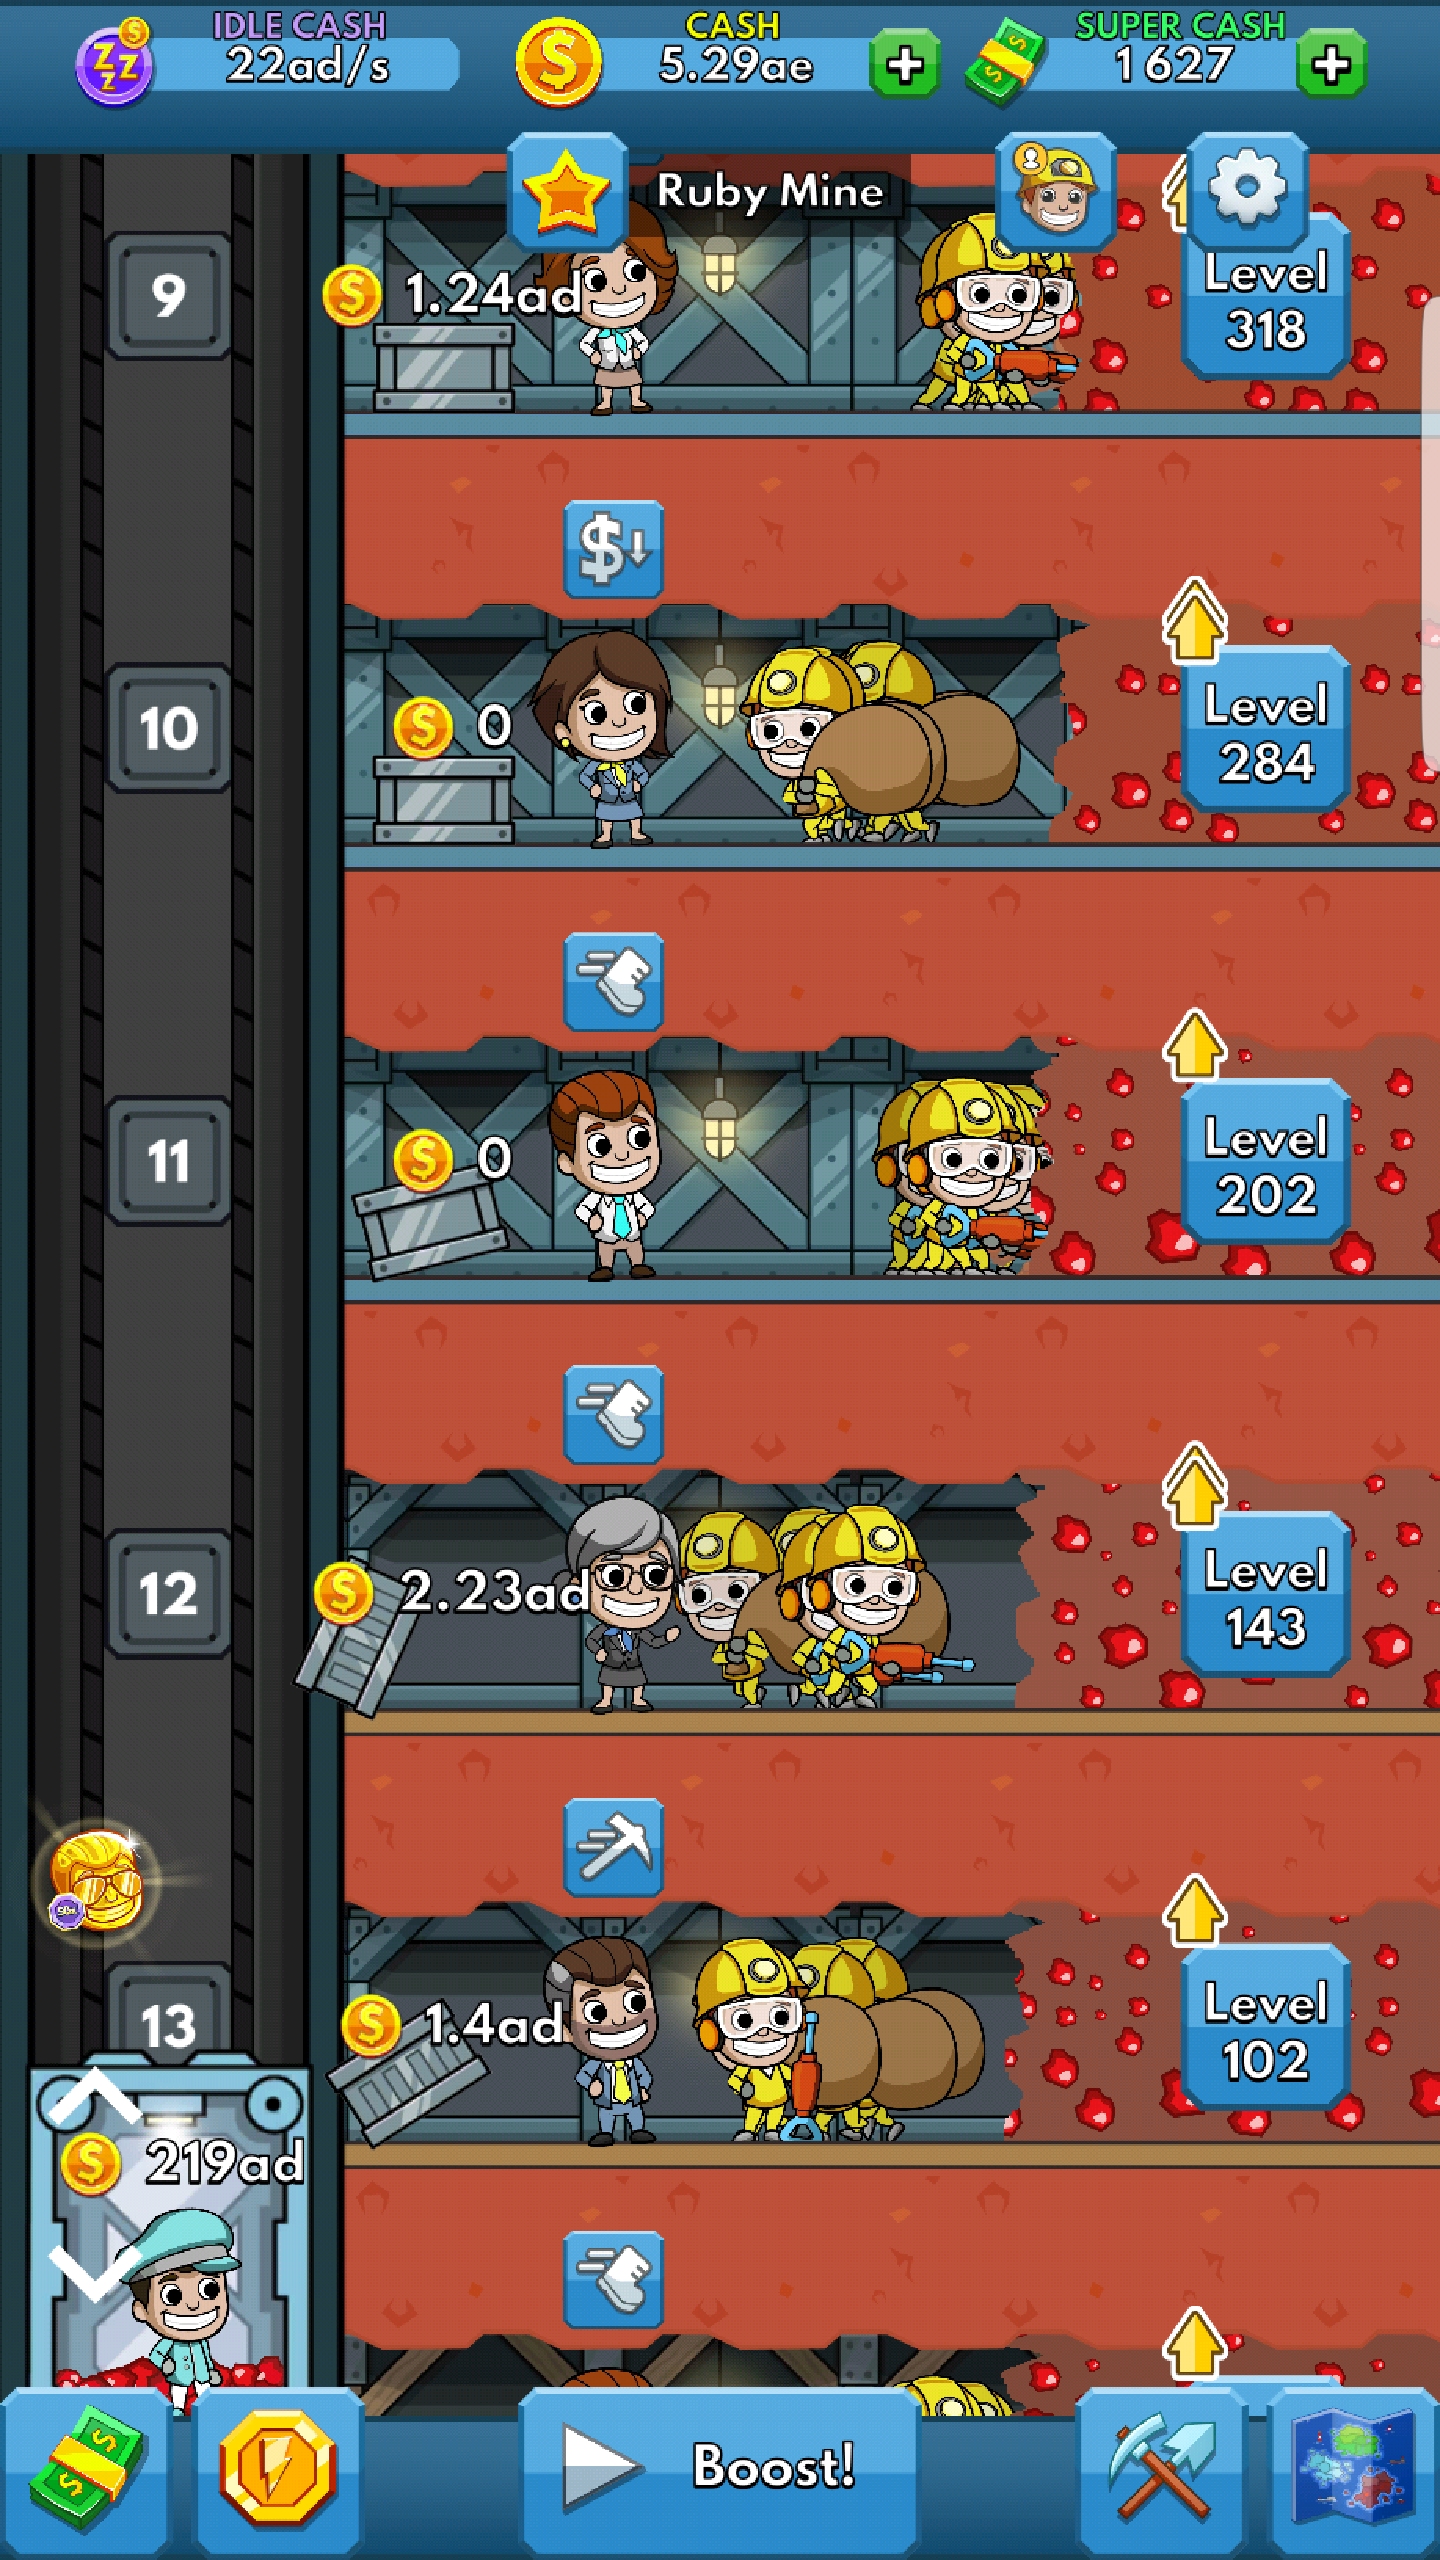 IDLE CASH
22ad/s
CASH
5.29ae
SUPER CASH
1627
Ruby Mine
9
1.24ad
Level
318
10
0
Level
284
11
0
Level
202
12
2.23ad
Level
143
13
1.4ad
Level
102
219ad
Boost!